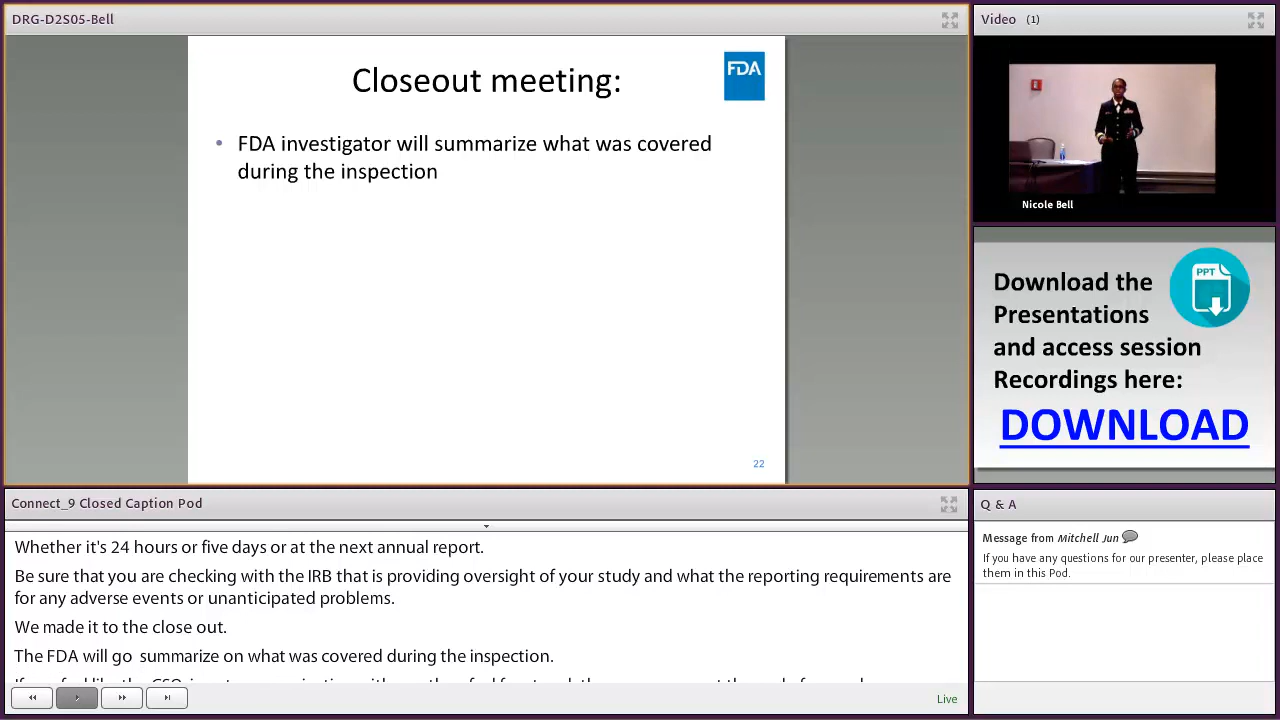 DRG-D2S05-Bell
Closeout meeting:
FDA
• FDA investigator will summarize what was covered
during the inspection
22
Video (1)
Nicole Bell
PPT
Download the
Presentations
and access session
Recordings here:
DOWNLOAD
Connect_9 Closed Caption Pod
Whether it's 24 hours or five days or at the next annual report.
Be sure that you are checking with the IRB that is providing oversight of your study and what the reporting requirements are
for any adverse events or unanticipated problems.
We made it to the close out.
The FDA will go  summarize on what was covered during the inspection.
Live
Q & A
Message from Mitchell Jun
If you have any questions for our presenter, please place
them in this Pod.